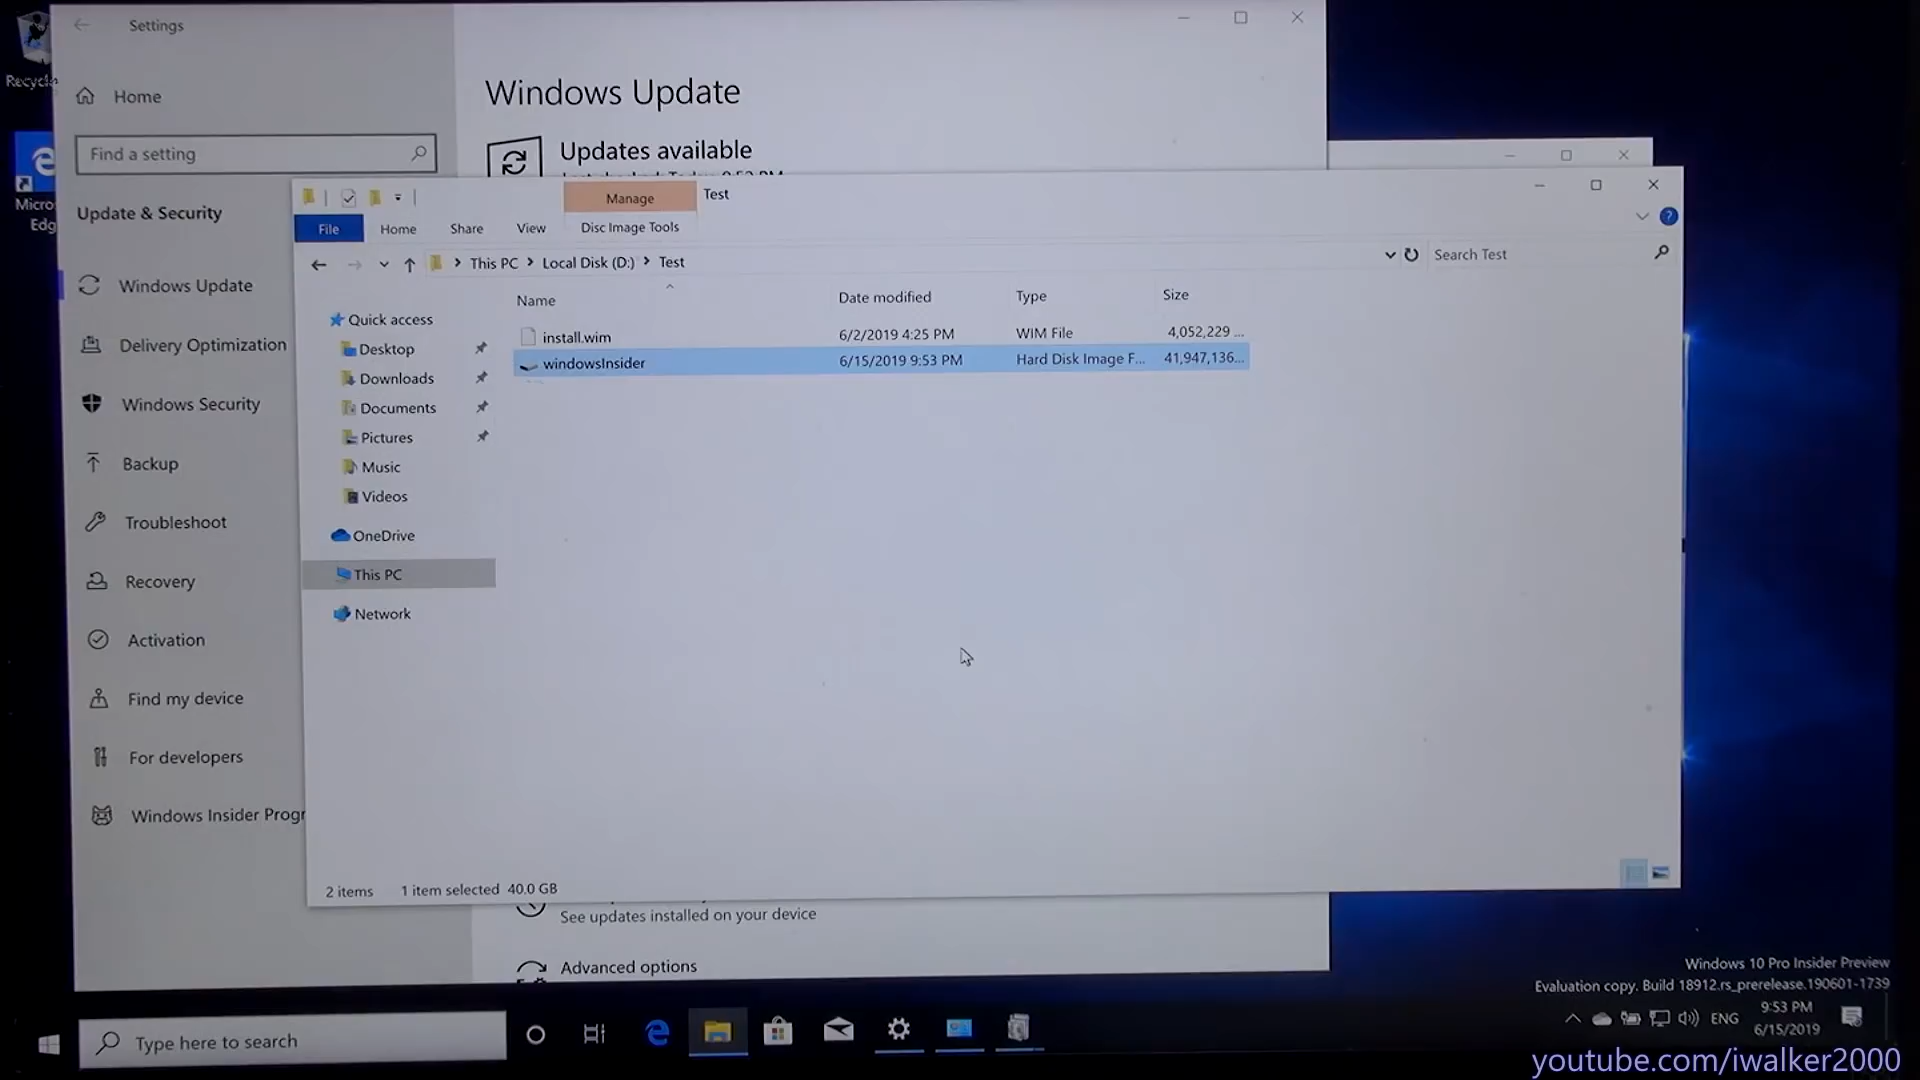 Settings
Home
Find a setting
Update & Security
Windows Update
Delivery Optimization
Windows Security
Backup
Troubleshoot
Recovery
Activation
Find my device
For developers
Windows Insider Progr
Windows Update
Updates available
Manage
Test
File
Home
Share
View
Disc Image Tools
This PC
Local Disk (D:)
Test
Search Test
Name
Date modified
Type
Size
install.wim
6/2/2019 4:25 PM
WIM File
4,052,229 ...
windowsInsider
6/15/2019 9:53 PM
Hard Disk Image F...
41,947,136...
Quick access
Desktop
Downloads
Documents
Pictures
Music
Videos
OneDrive
This PC
Network
2 items
1 item selected 40.0 GB
See updates installed on your device
Advanced options
Recycle
Micro
Edg
Windows 10 Pro Insider Preview
Evaluation copy. Build 18912.rs_prerelease.190601-1739
Type here to search
ENG
9:53 PM
6/15/2019
youtube.com/iwalker2000